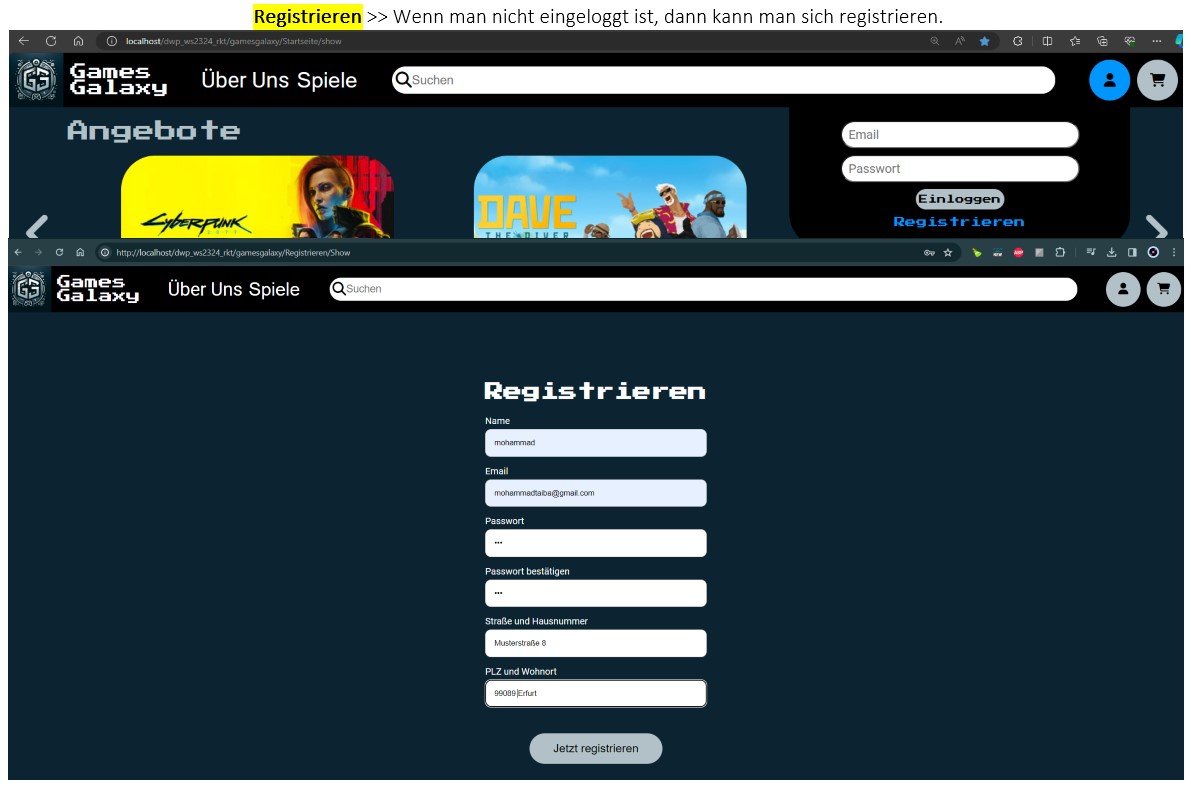 Registrieren >> Wenn man nicht eingeloggt ist, dann kann man sich registrieren.
localhost/dwp_ws2324_rkt/gamesgalaxy/Startseite/show
GG
Games
Galaxy
Über Uns Spiele
Suchen
Angebote
Email
Passwort
Einloggen
Registrieren
CYBERPUNK
DAVE
THE DIVER
http://localhost/dwp_ws2324_rkt/gamesgalaxy/Registrieren/Show
GG
Games
Galaxy
Über Uns Spiele
Suchen
Registrieren
Name
mohammad
Email
mohammadtaiba@gmail.com
Passwort
•••
Passwort bestätigen
•••
Straße und Hausnummer
Musterstraße 8
PLZ und Wohnort
99089 Erfurt
Jetzt registrieren